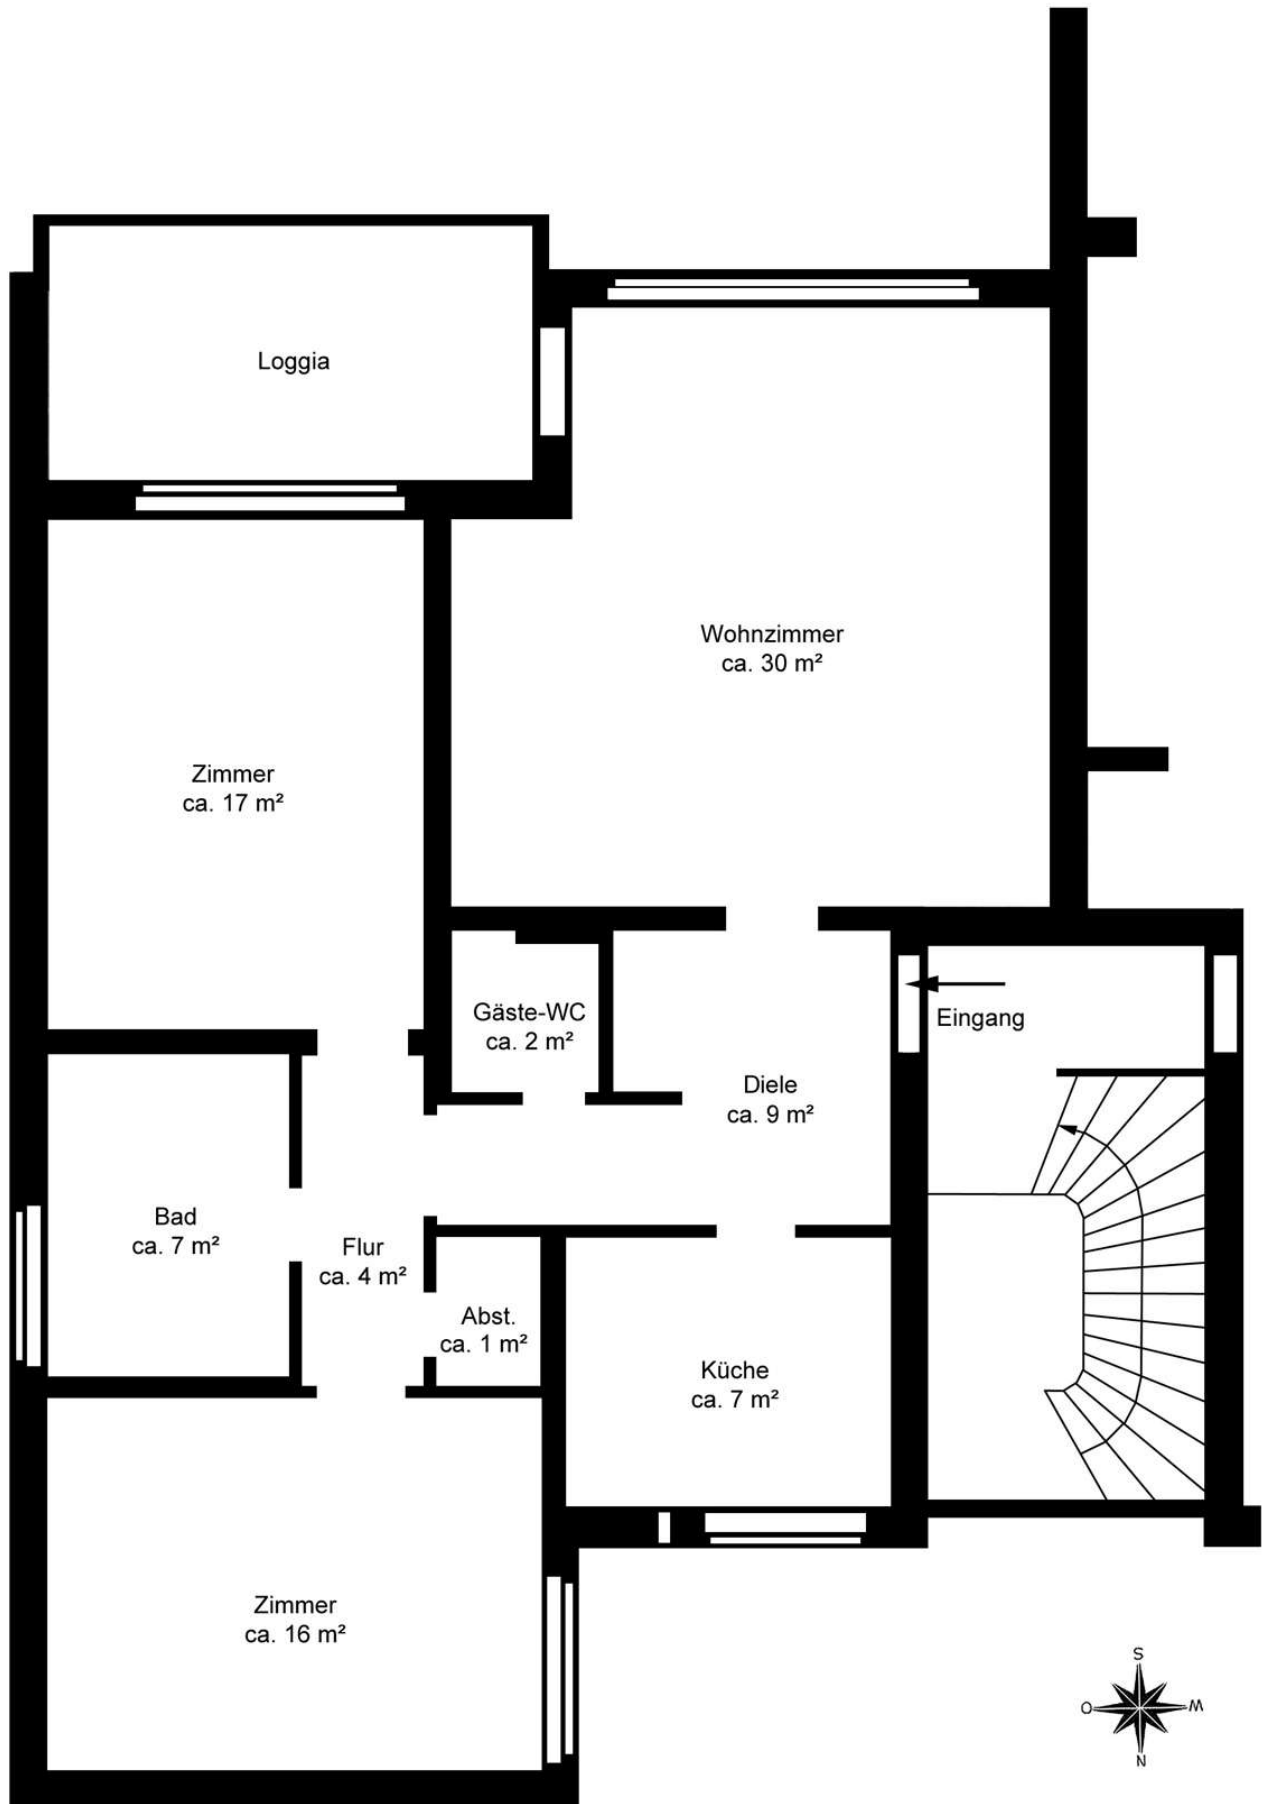 Loggia
Wohnzimmer
ca. 30 m²
Zimmer
ca. 17 m²
Gäste-WC
ca. 2 m²
Eingang
Diele
ca. 9 m²
Bad
ca. 7 m²
Flur
ca. 4 m²
Abst.
ca. 1 m²
Küche
ca. 7 m²
Zimmer
ca. 16 m²
S
O W
N